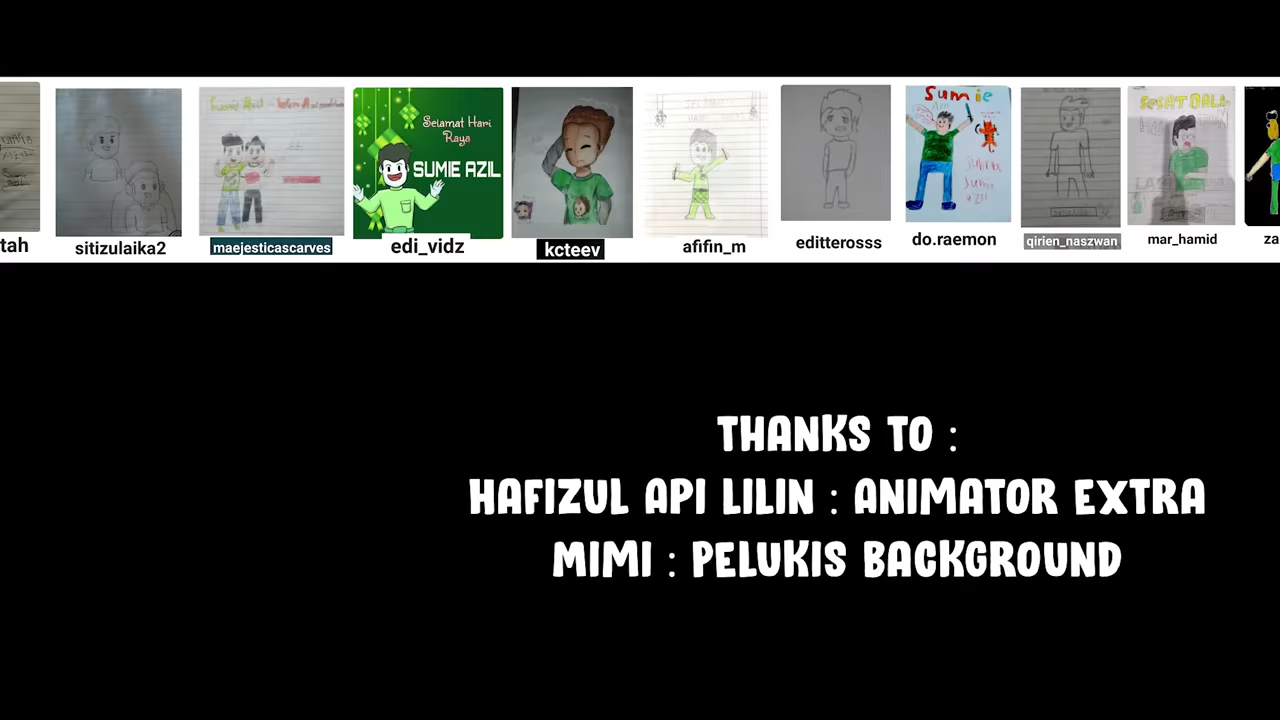 Selamat Hari
Raya
SUMIE AZIL
Sumie
tah
sitizulaika2
maejesticascarves
edi_vidz
kcteev
afifin_m
editterosss
do.raemon
qirien_naszwan
mar_hamid
za
THANKS TO :
HAFIZUL API LILIN : ANIMATOR EXTRA
MIMI : PELUKIS BACKGROUND